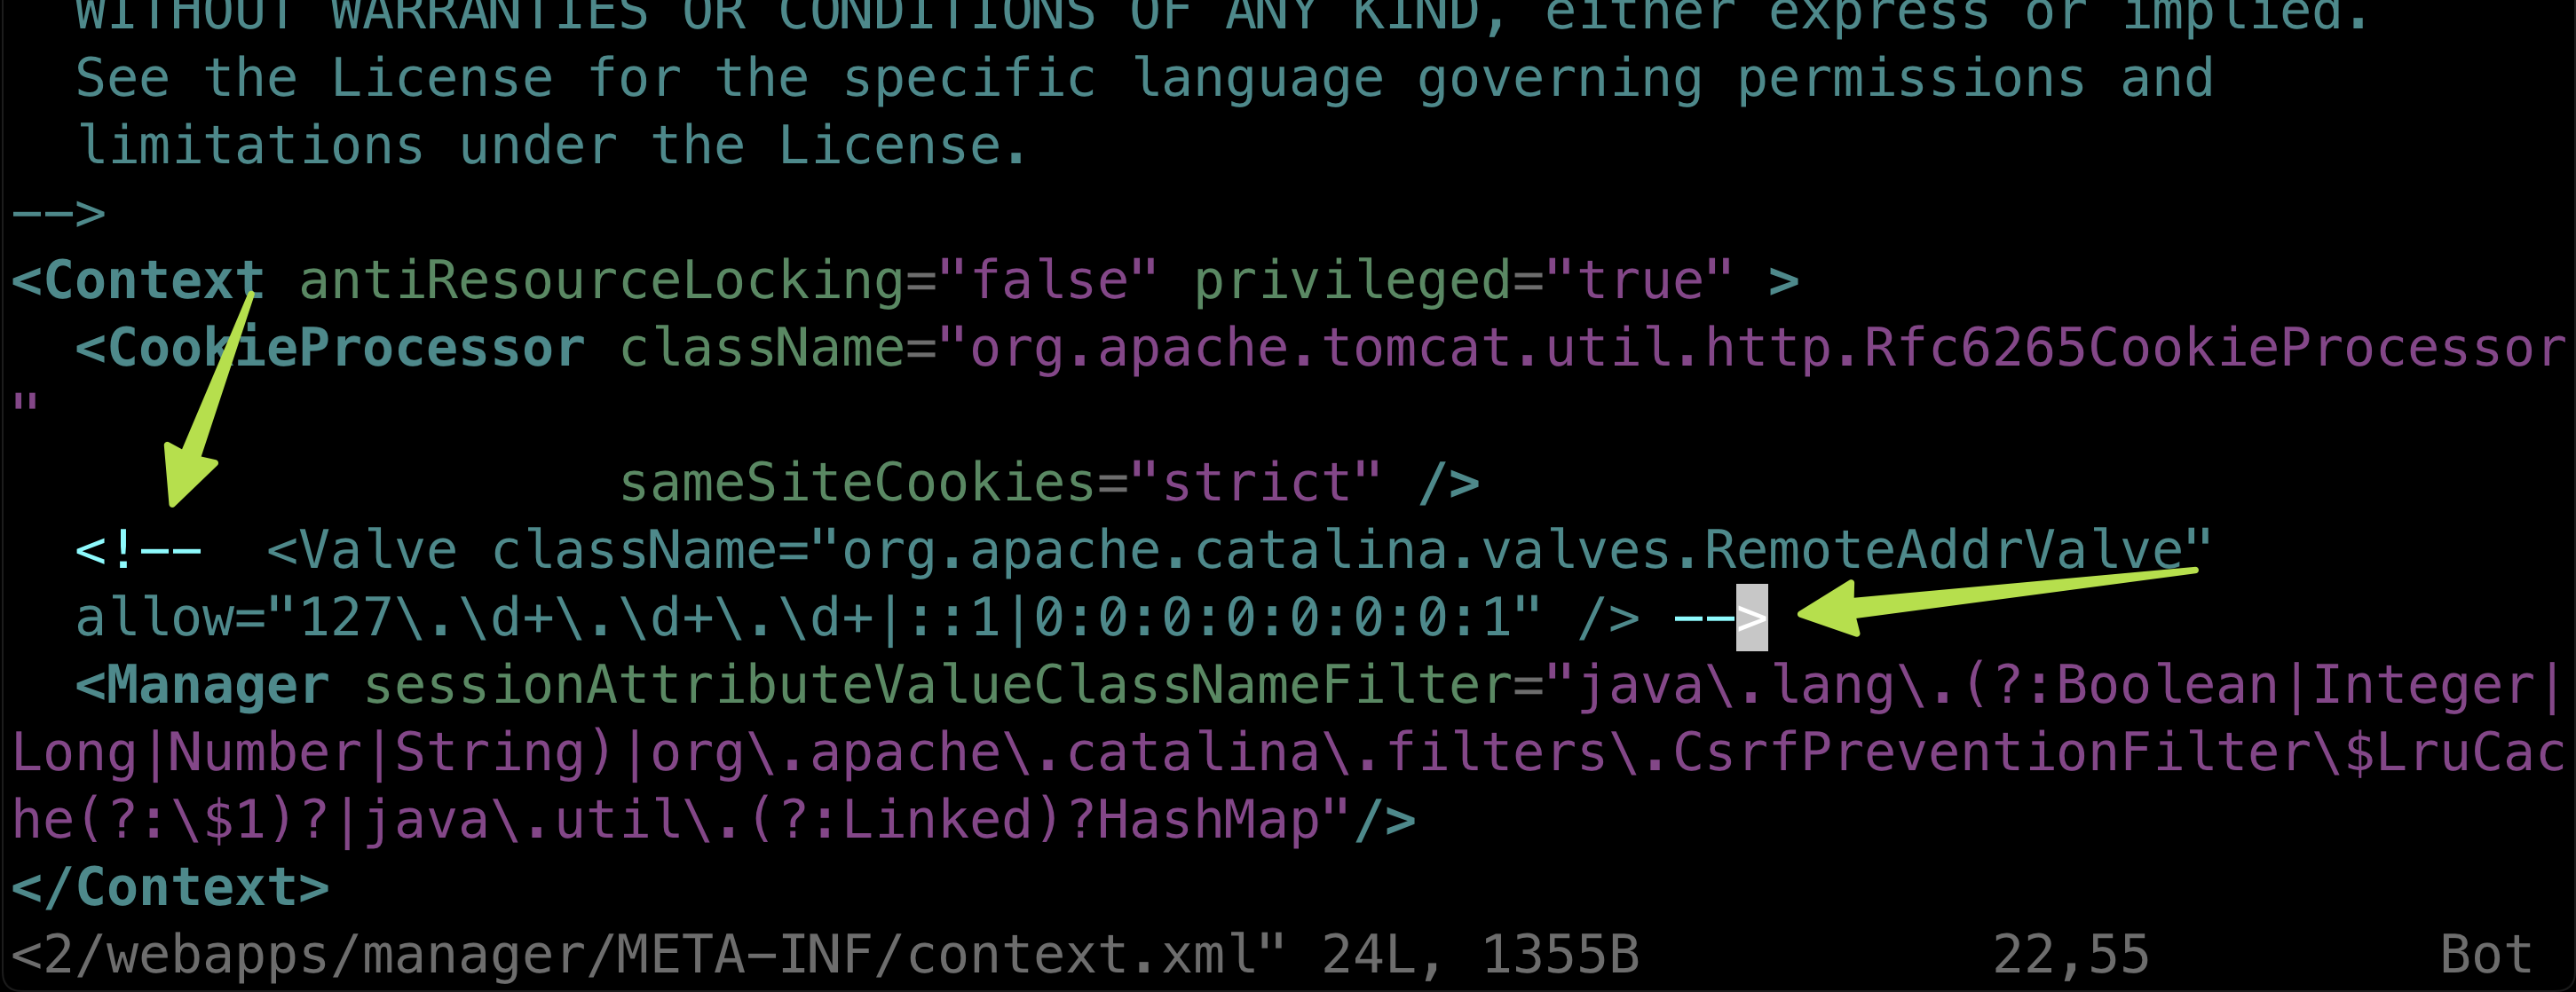 WITHOUT WARRANTIES OR CONDITIONS OF ANY KIND, either express or implied.
See the License for the specific language governing permissions and
limitations under the License.
-->
<Context antiResourceLocking="false" privileged="true" >
<CookieProcessor className="org.apache.tomcat.util.http.Rfc6265CookieProcessor
"
sameSiteCookies="strict" />
<!--  <Valve className="org.apache.catalina.valves.RemoteAddrValve"
allow="127\.\d+\.\d+\.\d+|::1|0:0:0:0:0:0:0:1" /> -->
<Manager sessionAttributeValueClassNameFilter="java\.lang\.(?:Boolean|Integer|
Long|Number|String)|org\.apache\.catalina\.filters\.CsrfPreventionFilter\$LruCac
he(?:\$1)?|java\.util\.(?:Linked)?HashMap"/>
</Context>
<2/webapps/manager/META-INF/context.xml" 24L, 1355B 22,55 Bot